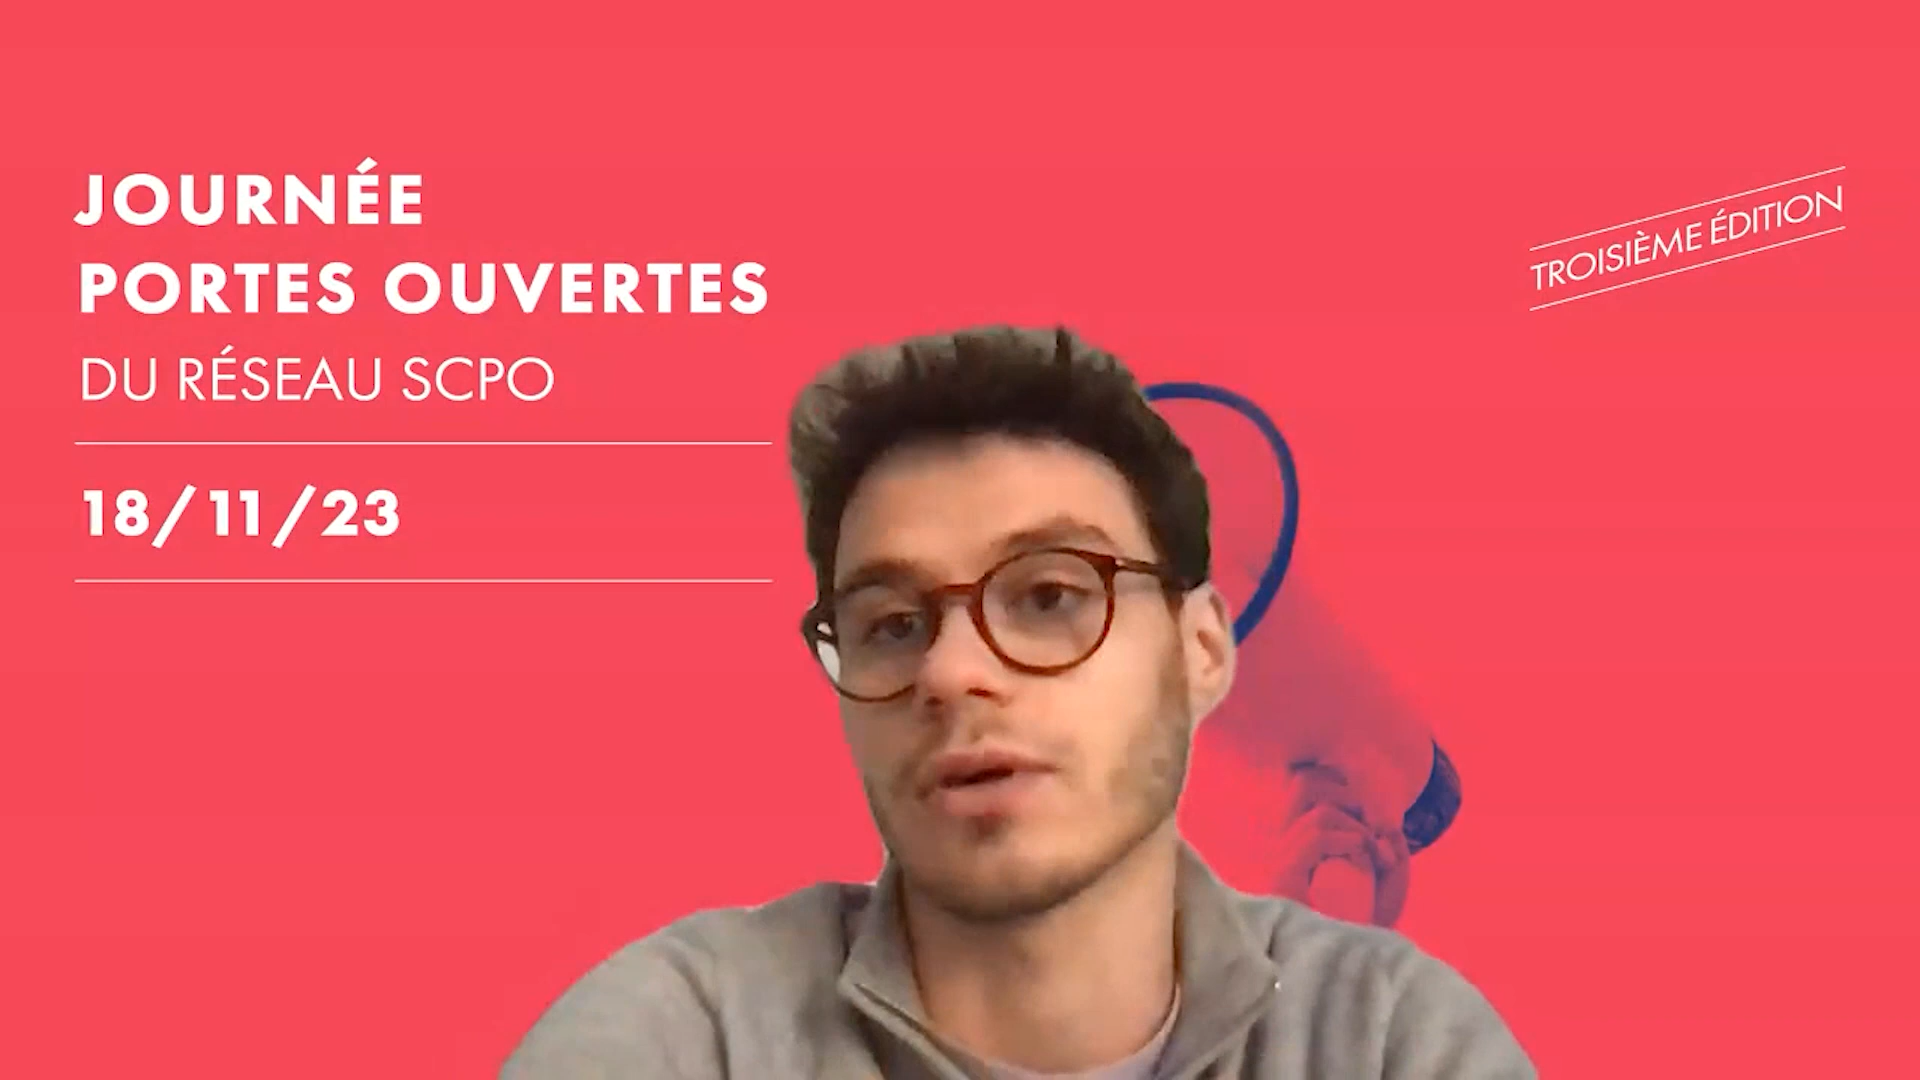 JOURNÉE
PORTES OUVERTES
DU RÉSEAU SCPO
18/11/23
TROISIÈME ÉDITION